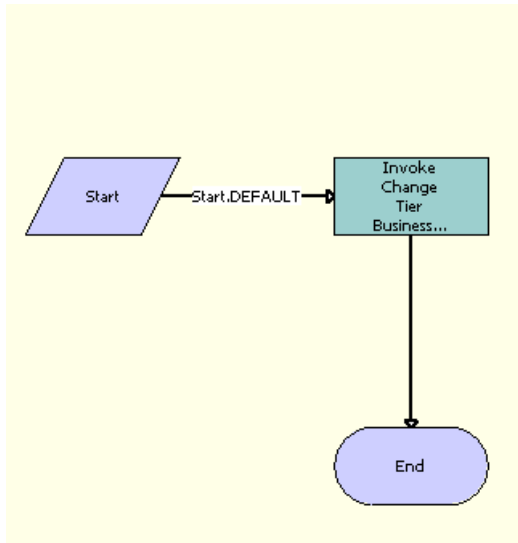 Start
Start.DEFAULT
Invoke
Change
Tier
Business...
End